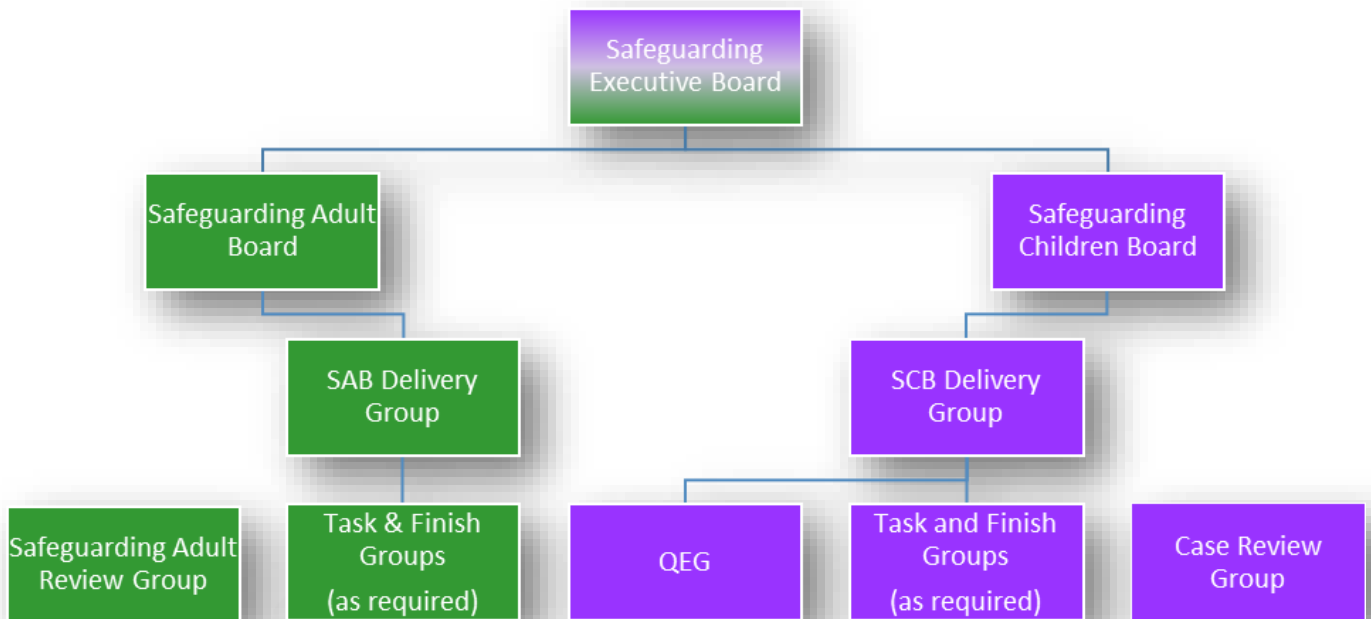 Safeguarding
Executive Board
Safeguarding Adult
Board
Safeguarding
Children Board
SAB Delivery
Group
SCB Delivery
Group
Safeguarding Adult
Review Group
Task & Finish
Groups
(as required)
QEG
Task and Finish
Groups
(as required)
Case Review
Group